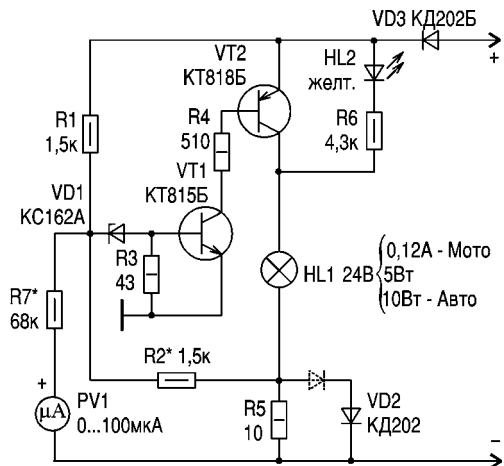 VD3 КД202Б
+
VT2
КТ818Б
HL2
желт.
R1
1,5к
R4
510
R6
4,3к
VT1
КТ815Б
VD1
КС162А
R3
43
HL1 24В
0,12А - Мото
5Вт
10Вт - Авто
R7*
68к
R2* 1,5к
+
μА
PV1
0...100мкА
R5
10
VD2
КД202
–